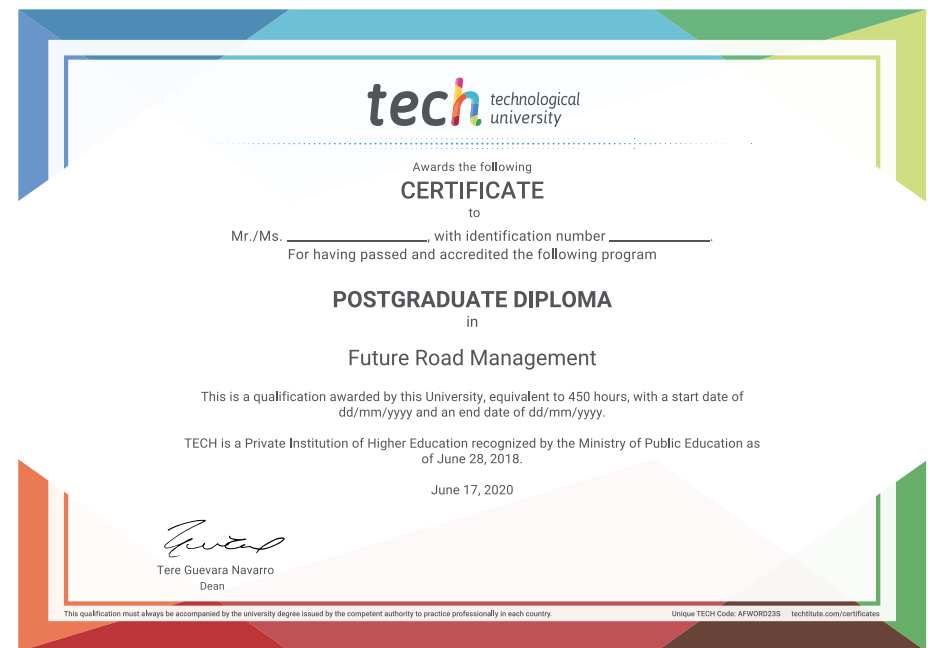 tech technological
university
Awards the following
CERTIFICATE
to
Mr./Ms. ____________________, with identification number ______________.
For having passed and accredited the following program
POSTGRADUATE DIPLOMA
in
Future Road Management
This is a qualification awarded by this University, equivalent to 450 hours, with a start date of
dd/mm/yyyy and an end date of dd/mm/yyyy.
TECH is a Private Institution of Higher Education recognized by the Ministry of Public Education as
of June 28, 2018.
June 17, 2020
Tere Guevara Navarro
Dean
This qualification must always be accompanied by the university degree issued by the competent authority to practice professionally in each country. Unique TECH Code: AFWORD23S techtitute.com/certificates